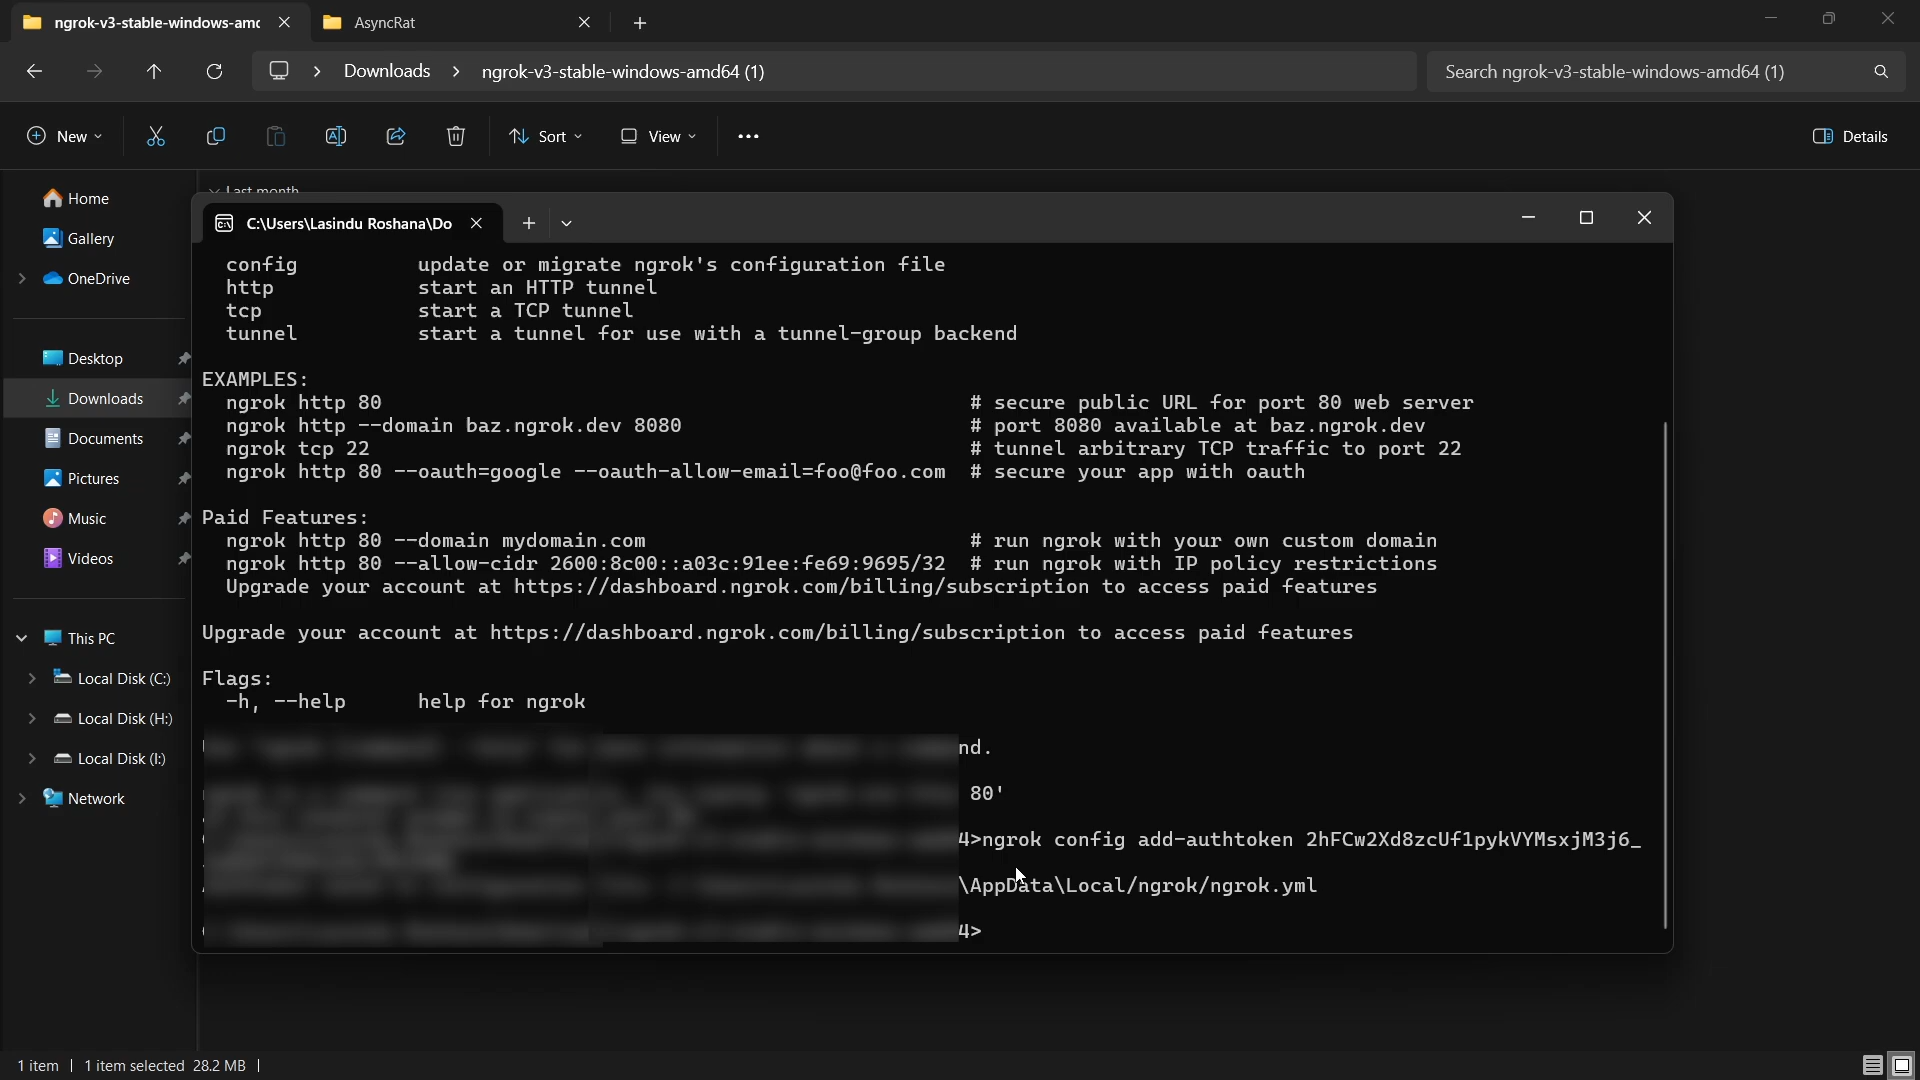 ngrok-v3-stable-windows-amd
AsyncRat
Downloads
ngrok-v3-stable-windows-amd64 (1)
Search ngrok-v3-stable-windows-amd64 (1)
New
Sort
View
Details
Last month
Home
Gallery
OneDrive
Desktop
Downloads
Documents
Pictures
Music
Videos
This PC
Local Disk (C:)
Local Disk (H:)
Local Disk (I:)
Network
C:\Users\Lasindu Roshana\Do
config update or migrate ngrok's configuration file
http start an HTTP tunnel
tcp start a TCP tunnel
tunnel start a tunnel for use with a tunnel-group backend
EXAMPLES:
ngrok http 80 # secure public URL for port 80 web server
ngrok http --domain baz.ngrok.dev 8080 # port 8080 available at baz.ngrok.dev
ngrok tcp 22 # tunnel arbitrary TCP traffic to port 22
ngrok http 80 --oauth=google --oauth-allow-email=foo@foo.com # secure your app with oauth
Paid Features:
ngrok http 80 --domain mydomain.com # run ngrok with your own custom domain
ngrok http 80 --allow-cidr 2600:8c00::a03c:91ee:fe69:9695/32 # run ngrok with IP policy restrictions
Upgrade your account at https://dashboard.ngrok.com/billing/subscription to access paid features
Upgrade your account at https://dashboard.ngrok.com/billing/subscription to access paid features
Flags:
-h, --help help for ngrok
nd.
80'
4>ngrok config add-authtoken 2hFCw2Xd8zcUf1pykVYMsxjM3j6_
\AppData\Local/ngrok/ngrok.yml
4>
1 item
1 item selected 28.2 MB